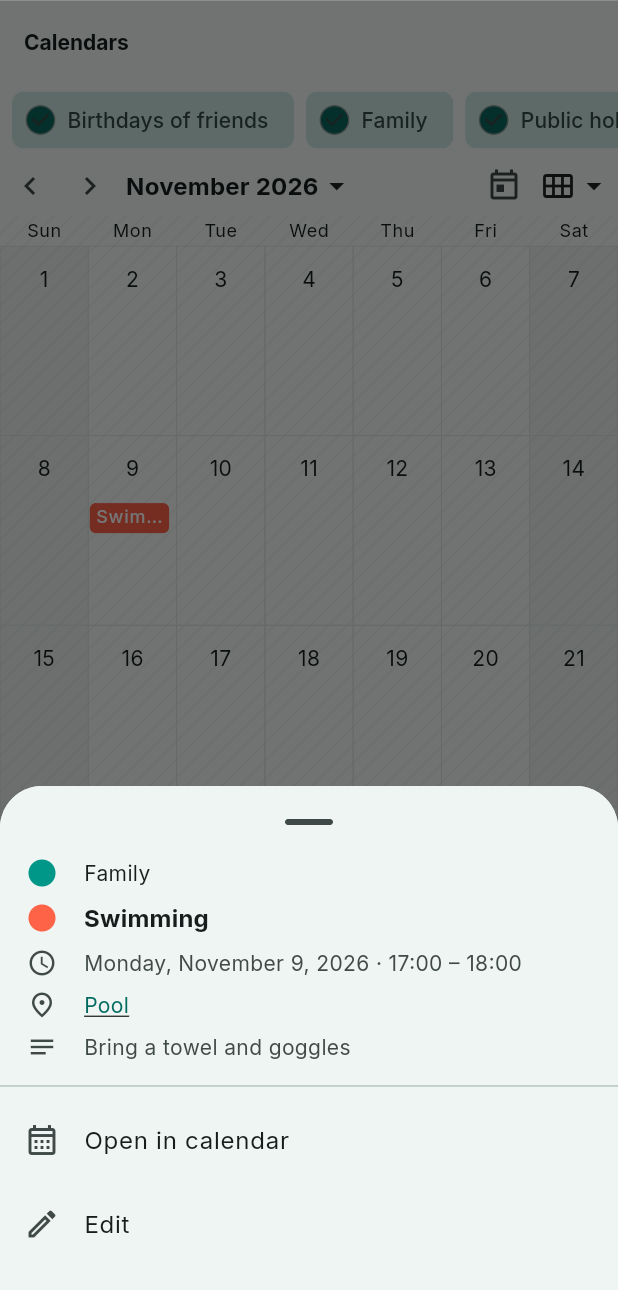 Calendars
Birthdays of friends Family Public hol
November 2026
Sun Mon Tue Wed Thu Fri Sat
1 2 3 4 5 6 7
8 9 10 11 12 13 14
Swim...
15 16 17 18 19 20 21
Family
Swimming
Monday, November 9, 2026 · 17:00 – 18:00
Pool
Bring a towel and goggles
Open in calendar
Edit